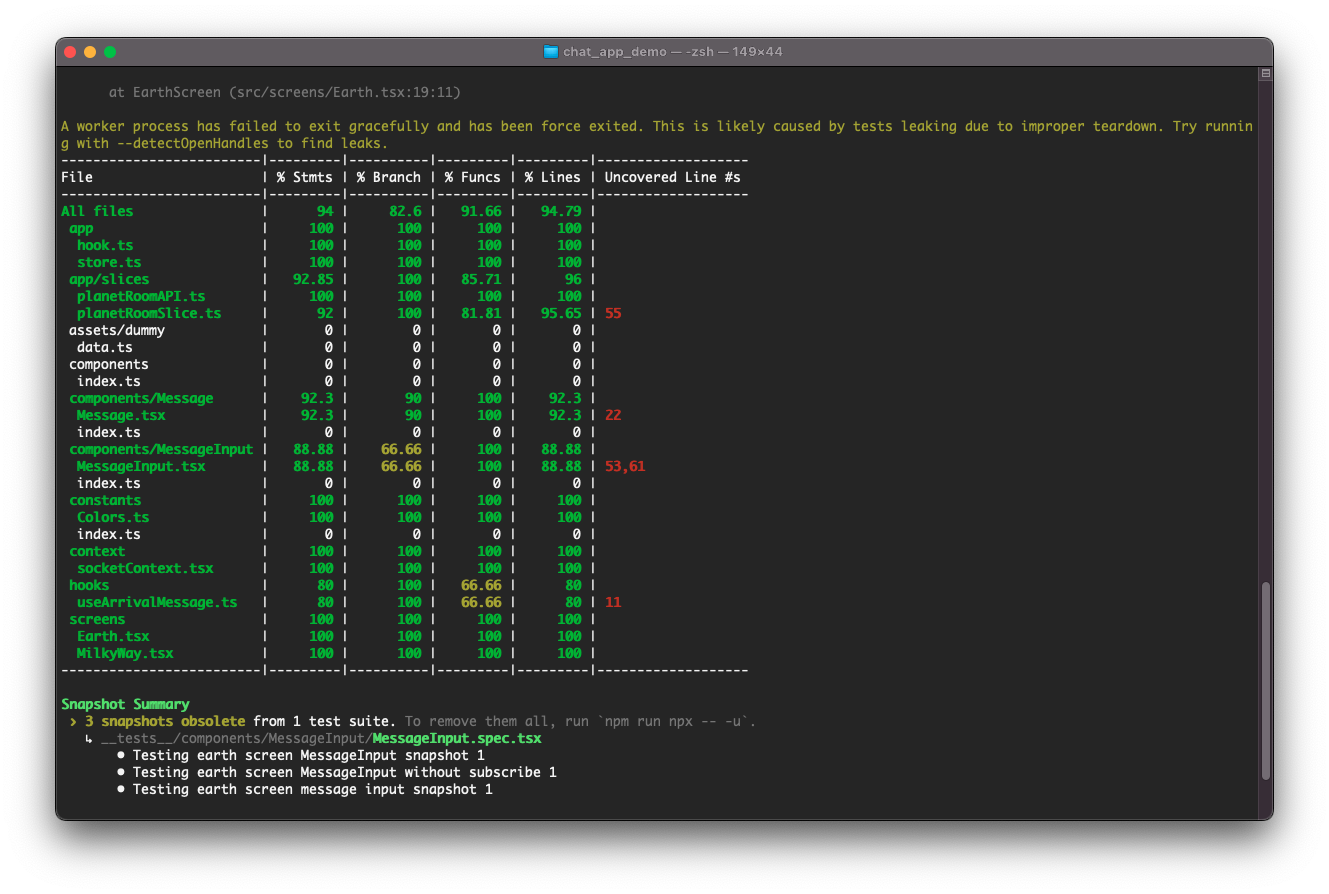 chat_app_demo — -zsh — 149×44
at EarthScreen (src/screens/Earth.tsx:19:11)
A worker process has failed to exit gracefully and has been force exited. This is likely caused by tests leaking due to improper teardown. Try runnin
g with --detectOpenHandles to find leaks.
-------------------------|---------|----------|---------|---------|-------------------
File                     | % Stmts | % Branch | % Funcs | % Lines | Uncovered Line #s
-------------------------|---------|----------|---------|---------|-------------------
All files                |      94 |     82.6 |   91.66 |   94.79 |
 app                     |     100 |      100 |     100 |     100 |
  hook.ts                |     100 |      100 |     100 |     100 |
  store.ts               |     100 |      100 |     100 |     100 |
 app/slices              |   92.85 |      100 |   85.71 |      96 |
  planetRoomAPI.ts       |     100 |      100 |     100 |     100 |
  planetRoomSlice.ts     |      92 |      100 |   81.81 |   95.65 | 55
 assets/dummy            |       0 |        0 |       0 |       0 |
  data.ts                |       0 |        0 |       0 |       0 |
 components              |       0 |        0 |       0 |       0 |
  index.ts               |       0 |        0 |       0 |       0 |
 components/Message      |    92.3 |       90 |     100 |    92.3 |
  Message.tsx            |    92.3 |       90 |     100 |    92.3 | 22
  index.ts               |       0 |        0 |       0 |       0 |
 components/MessageInput |   88.88 |    66.66 |     100 |   88.88 |
  MessageInput.tsx       |   88.88 |    66.66 |     100 |   88.88 | 53,61
  index.ts               |       0 |        0 |       0 |       0 |
 constants               |     100 |      100 |     100 |     100 |
  Colors.ts              |     100 |      100 |     100 |     100 |
  index.ts               |       0 |        0 |       0 |       0 |
 context                 |     100 |      100 |     100 |     100 |
  socketContext.tsx      |     100 |      100 |     100 |     100 |
 hooks                   |      80 |      100 |   66.66 |      80 |
  useArrivalMessage.ts   |      80 |      100 |   66.66 |      80 | 11
 screens                 |     100 |      100 |     100 |     100 |
  Earth.tsx              |     100 |      100 |     100 |     100 |
  MilkyWay.tsx           |     100 |      100 |     100 |     100 |
-------------------------|---------|----------|---------|---------|-------------------
Snapshot Summary
› 3 snapshots obsolete from 1 test suite. To remove them all, run `npm run npx -- -u`.
↳ __tests__/components/MessageInput/MessageInput.spec.tsx
• Testing earth screen MessageInput snapshot 1
• Testing earth screen MessageInput without subscribe 1
• Testing earth screen message input snapshot 1